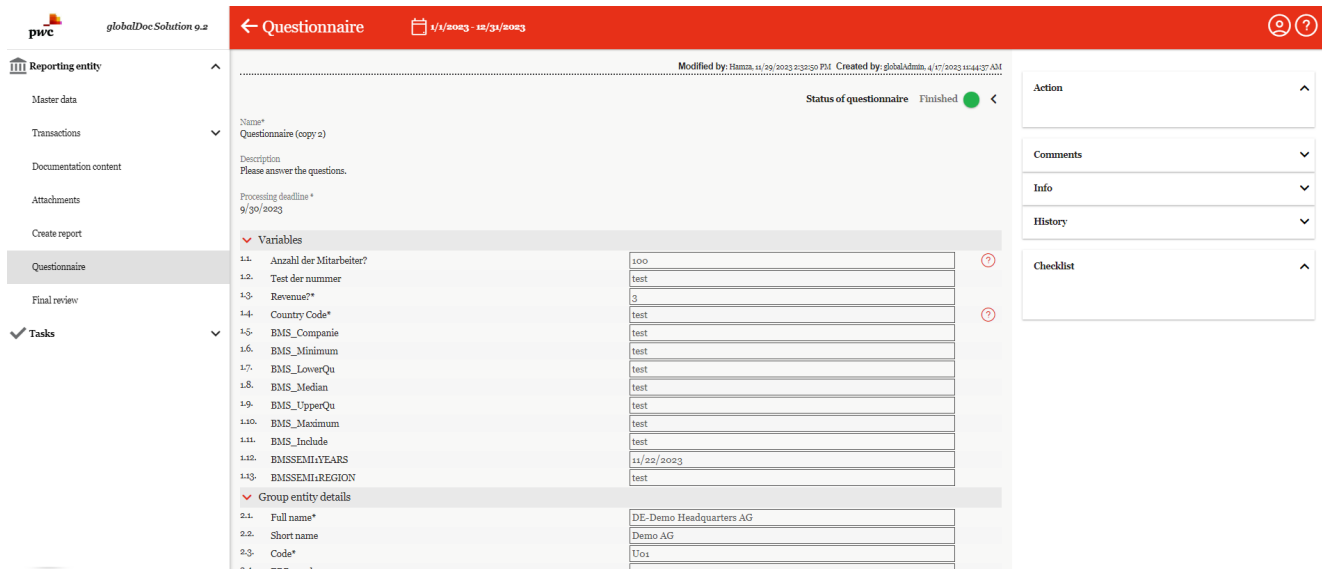 pwc
globalDoc Solution 9.2
Questionnaire
1/1/2023 - 12/31/2023
?
Reporting entity
Master data
Transactions
Documentation content
Attachments
Create report
Questionnaire
Final review
Tasks
Modified by: Hamza, 11/29/2023 2:32:50 PM Created by: globalAdmin, 4/17/2023 11:44:37 AM
Status of questionnaire Finished
Name*
Questionnaire (copy 2)
Description
Please answer the questions.
Processing deadline *
9/30/2023
Variables
1.1. Anzahl der Mitarbeiter? 100 ?
1.2. Test der nummer test
1.3. Revenue?* 3
1.4. Country Code* test ?
1.5. BMS_Companie test
1.6. BMS_Minimum test
1.7. BMS_LowerQu test
1.8. BMS_Median test
1.9. BMS_UpperQu test
1.10. BMS_Maximum test
1.11. BMS_Include test
1.12. BMSSEMI1YEARS 11/22/2023
1.13. BMSSEMI1REGION test
Group entity details
2.1. Full name* DE-Demo Headquarters AG
2.2. Short name Demo AG
2.3. Code* U01
Action
Comments
Info
History
Checklist